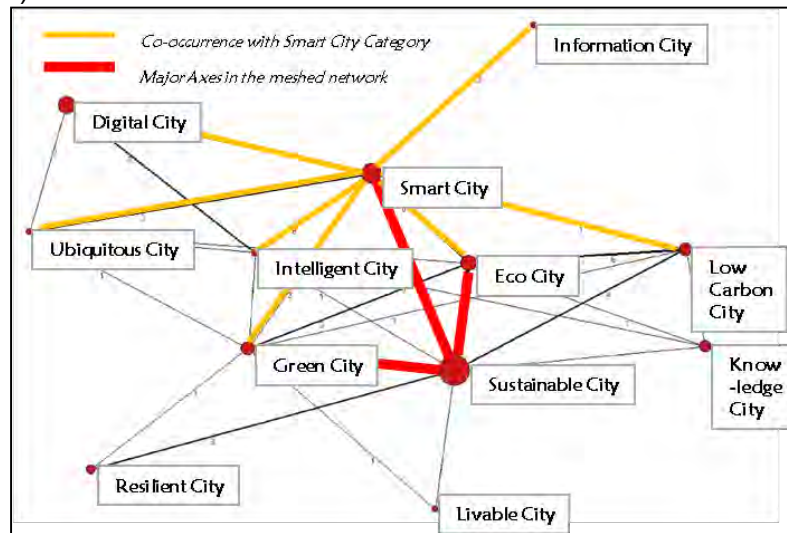 Co-occurrence with Smart City Category
Information City
Major Axes in the meshed network
Digital City
Smart City
Ubiquitous City
Intelligent City
Eco City
Low
Carbon
City
Green City
Sustainable City
Know
-ledge
City
Resilient City
Livable City